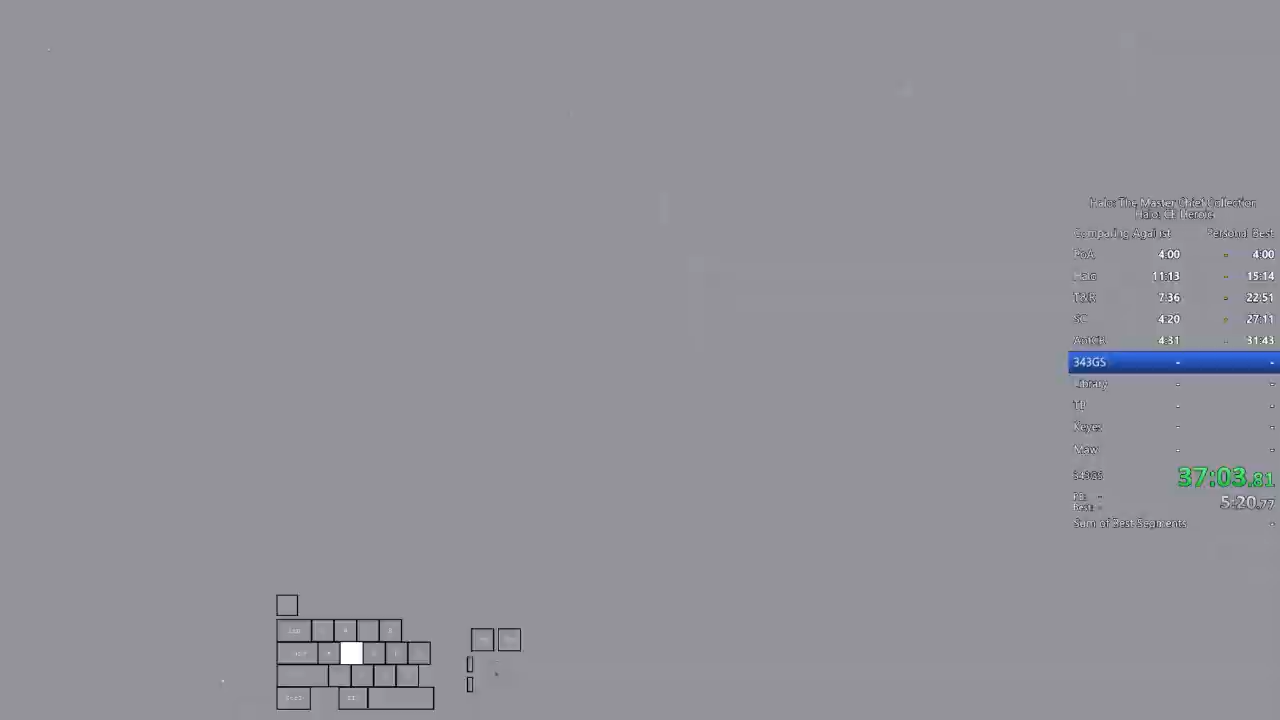 Halo: The Master Chief Collection
Halo: CE Heroic
Comparing Against Personal Best
PoA 4:00 - 4:00
Halo 11:13 - 15:14
T&R 7:36 - 22:51
SC 4:20 - 27:11
AotCR 4:31 - 31:43
343GS - -
Library - -
TB - -
Keyes - -
Maw - -
343GS 37:03.81
PB: -
Best: - 5:20.77
Sum of Best Segments -